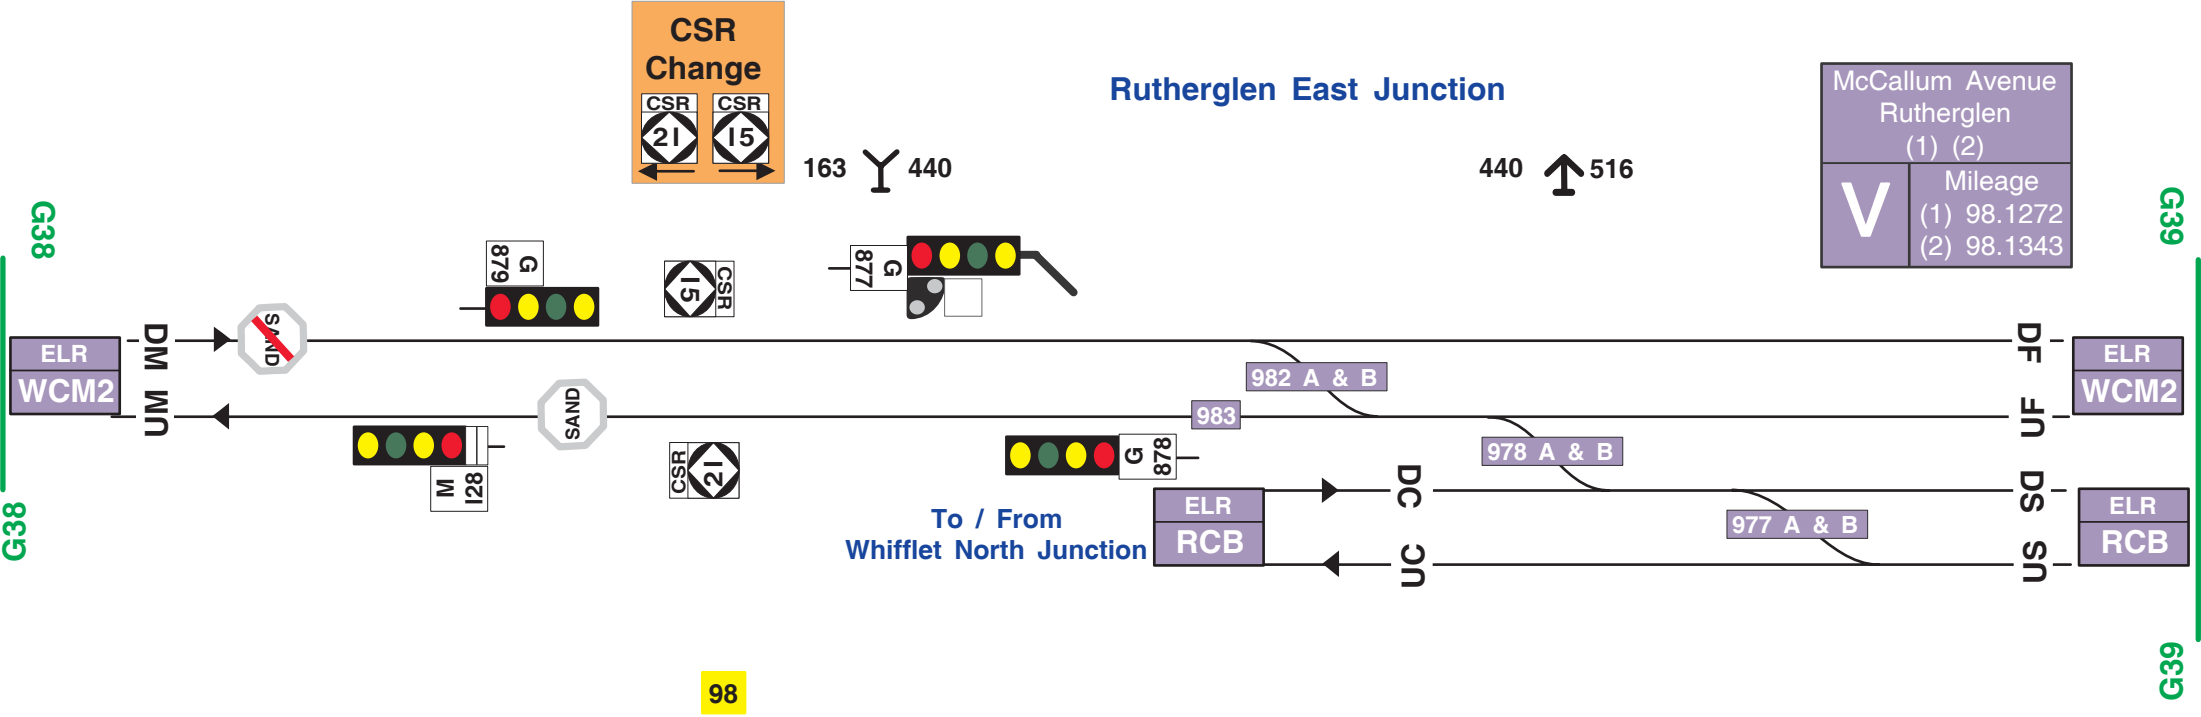 CSR
Change
CSR
21
CSR
15
Rutherglen East Junction
163
440
440
516
McCallum Avenue
Rutherglen
(1) (2)
V
Mileage
(1) 98.1272
(2) 98.1343
G38
G39
G
879
15
CSR
G
877
ELR
WCM2
DM
SAND
UM
SAND
DF
UF
ELR
WCM2
982 A & B
983
M
128
CSR
21
G
878
978 A & B
To / From
Whifflet North Junction
ELR
RCB
DC
UC
977 A & B
DS
US
ELR
RCB
G38
G39
98